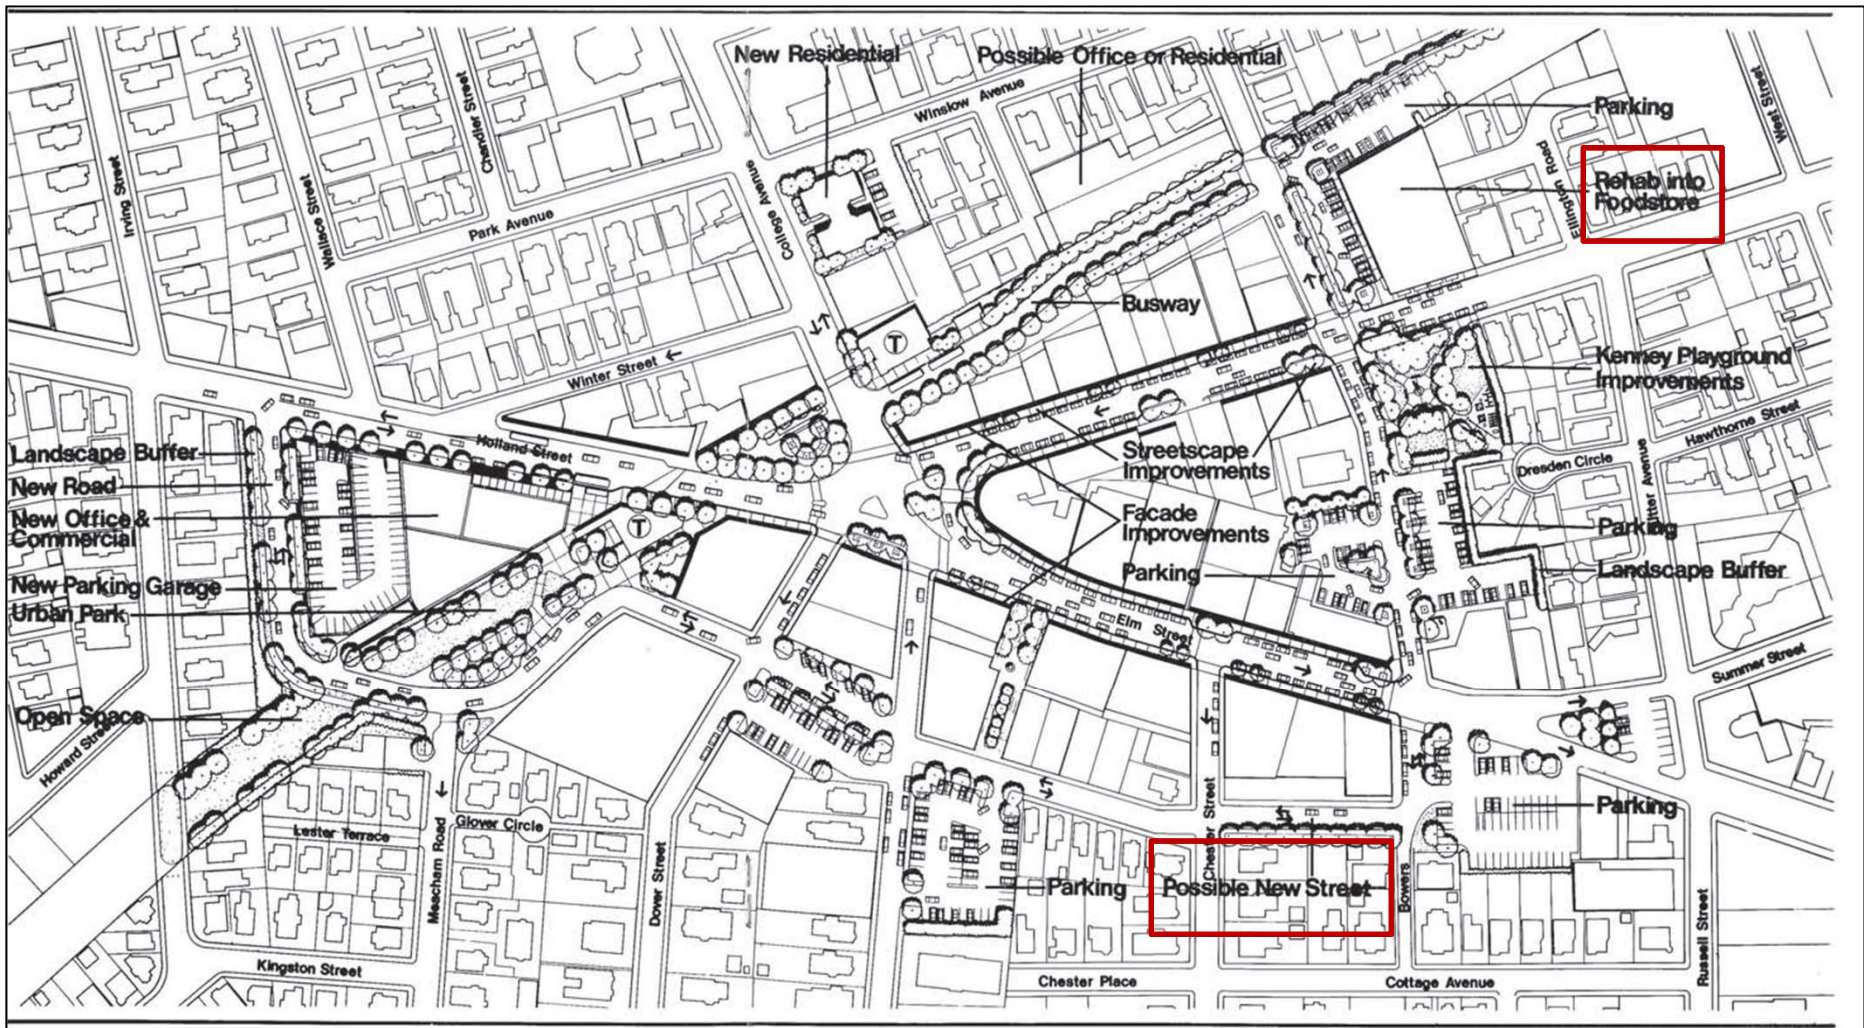 New Residential
Possible Office or Residential
Winslow Avenue
West Street
Parking
Chandler Street
Irving Street
Wallace Street
College Avenue
Ellington Road
Rehab into
Foodstore
Park Avenue
Busway
T
Winter Street
Kenney Playground
Improvements
Hawthorne Street
Holland Street
Landscape Buffer
New Road
New Office &
Commercial
Streetscape
Improvements
Dresden Circle
Facade
Improvements
Parking
T
New Parking Garage
Urban Park
Parking
Landscape Buffer
Elm Street
Summer Street
Open Space
Howard Street
Parking
Lester Terrace
Meacham Road
Glover Circle
Dover Street
Chester Street
Parking
Possible New Street
Bowers
Russell Street
Kingston Street
Chester Place
Cottage Avenue